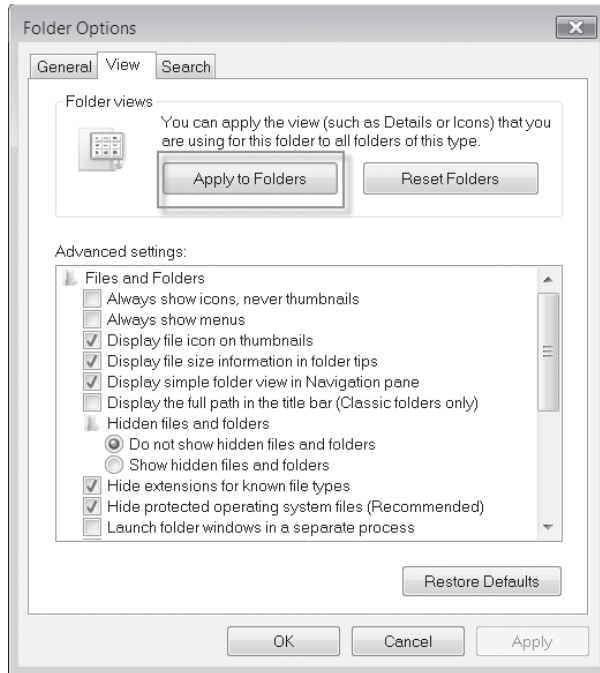 Folder Options
General View Search
Folder views
You can apply the view (such as Details or Icons) that you
are using for this folder to all folders of this type.
Apply to Folders Reset Folders
Advanced settings:
Files and Folders
Always show icons, never thumbnails
Always show menus
Display file icon on thumbnails
Display file size information in folder tips
Display simple folder view in Navigation pane
Display the full path in the title bar (Classic folders only)
Hidden files and folders
Do not show hidden files and folders
Show hidden files and folders
Hide extensions for known file types
Hide protected operating system files (Recommended)
Launch folder windows in a separate process
Restore Defaults
OK Cancel Apply